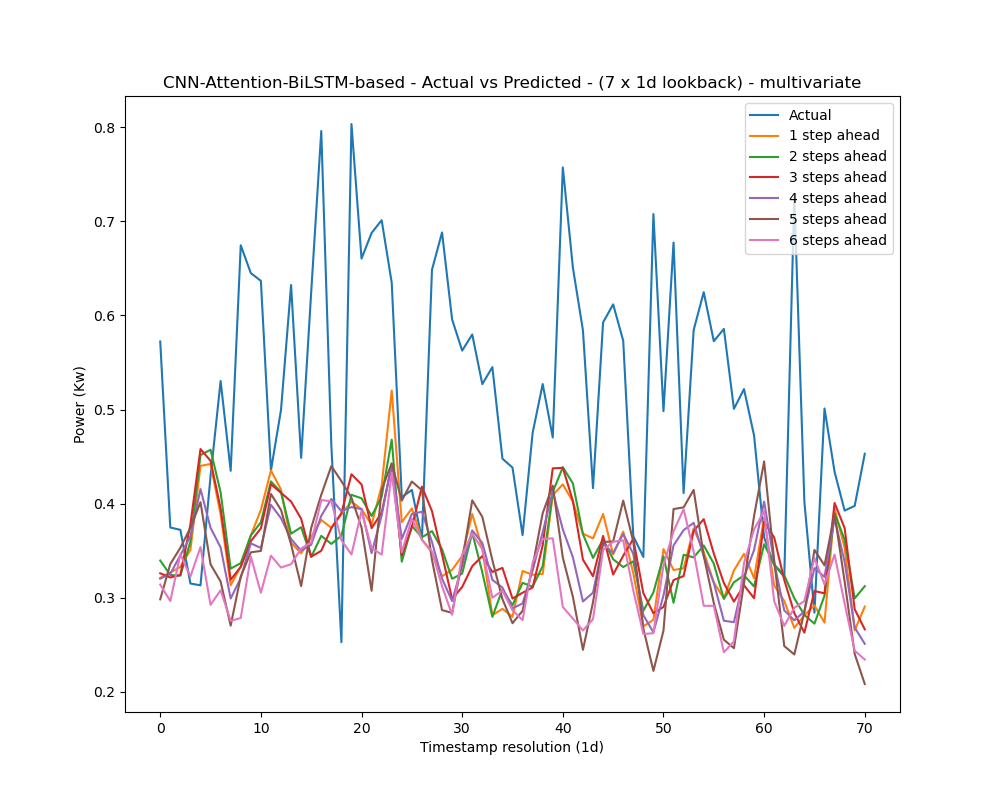 CNN-Attention-BiLSTM-based - Actual vs Predicted - (7 x 1d lookback) - multivariate
Actual
1 step ahead
2 steps ahead
3 steps ahead
4 steps ahead
5 steps ahead
6 steps ahead
Power (Kw)
0.8
0.7
0.6
0.5
0.4
0.3
0.2
0 10 20 30 40 50 60 70
Timestamp resolution (1d)